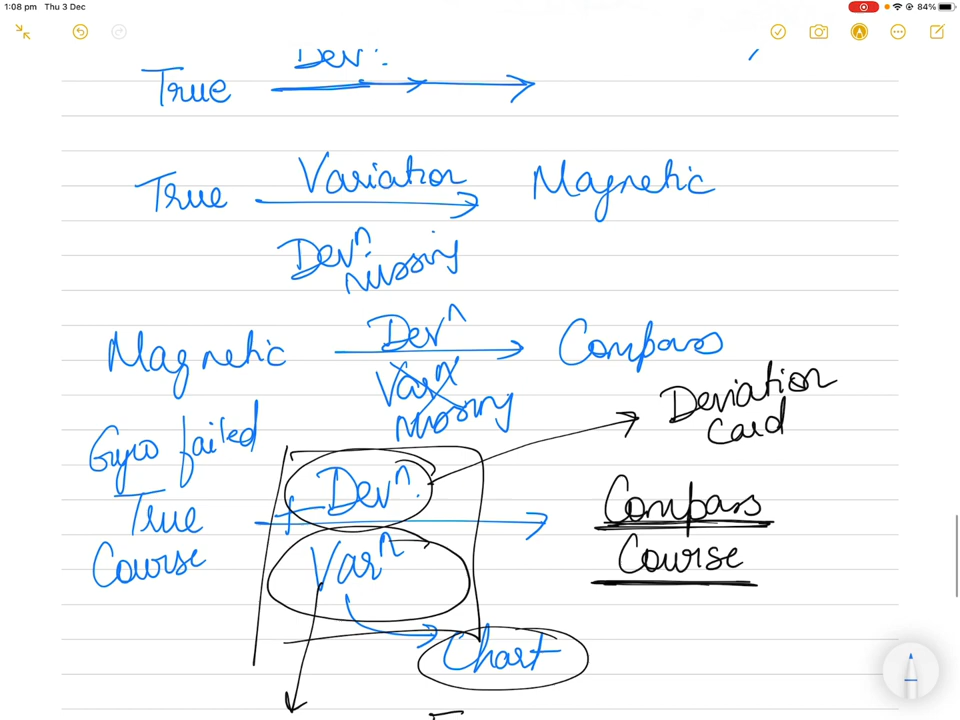 1:08 pm Thu 3 Dec
84%
Devⁿ.
True
True Variation Magnetic
Devⁿ
missing
Magnetic Devⁿ Compass
Varⁿ
missing
Deviation
Card
Gyro failed
True Devⁿ. Compass
+
Course Varⁿ Course
Chart